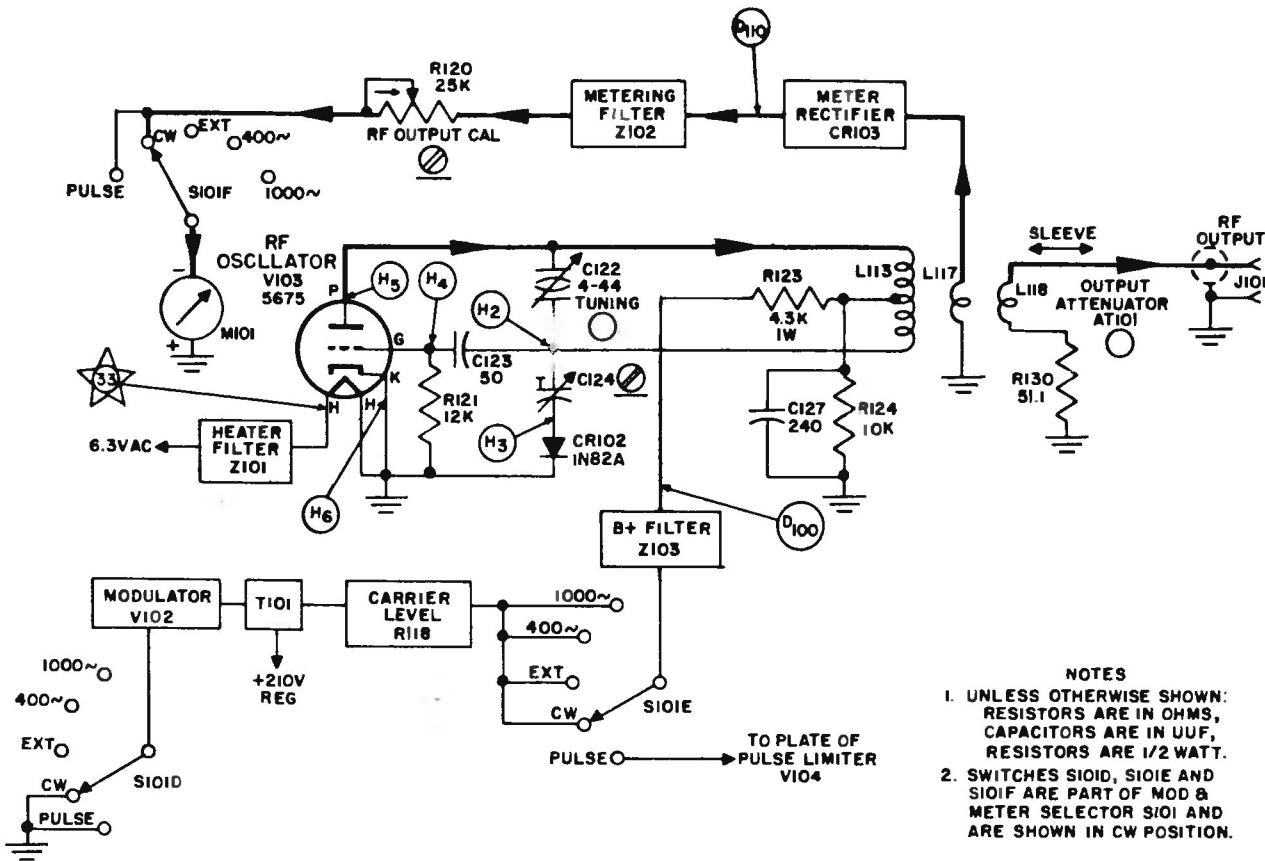 D110
R120
25K
RF OUTPUT CAL
METERING
FILTER
Z102
METER
RECTIFIER
CR103
CW
EXT
400~
1000~
PULSE
S101F
-
M101
+
RF
OSCLLATOR
V103
5675
P
G
K
H
H
H5
H4
H2
H3
H6
33
6.3VAC
HEATER
FILTER
Z101
C122
4-44
TUNING
C123
50
R121
12K
T
C124
CR102
1N82A
R123
4.3K
1W
L113
L117
C127
240
R124
10K
D100
SLEEVE
L118
OUTPUT
ATTENUATOR
AT101
R130
51.1
RF
OUTPUT
J101
B+ FILTER
Z103
MODULATOR
V102
T101
+210V
REG
CARRIER
LEVEL
R118
1000~
400~
EXT
CW
S101E
PULSE
TO PLATE OF
PULSE LIMITER
V104
1000~
400~
EXT
CW
S101D
PULSE
NOTES
1. UNLESS OTHERWISE SHOWN:
RESISTORS ARE IN OHMS,
CAPACITORS ARE IN UUF,
RESISTORS ARE 1/2 WATT.
2. SWITCHES S101D, S101E AND
S101F ARE PART OF MOD &
METER SELECTOR S101 AND
ARE SHOWN IN CW POSITION.